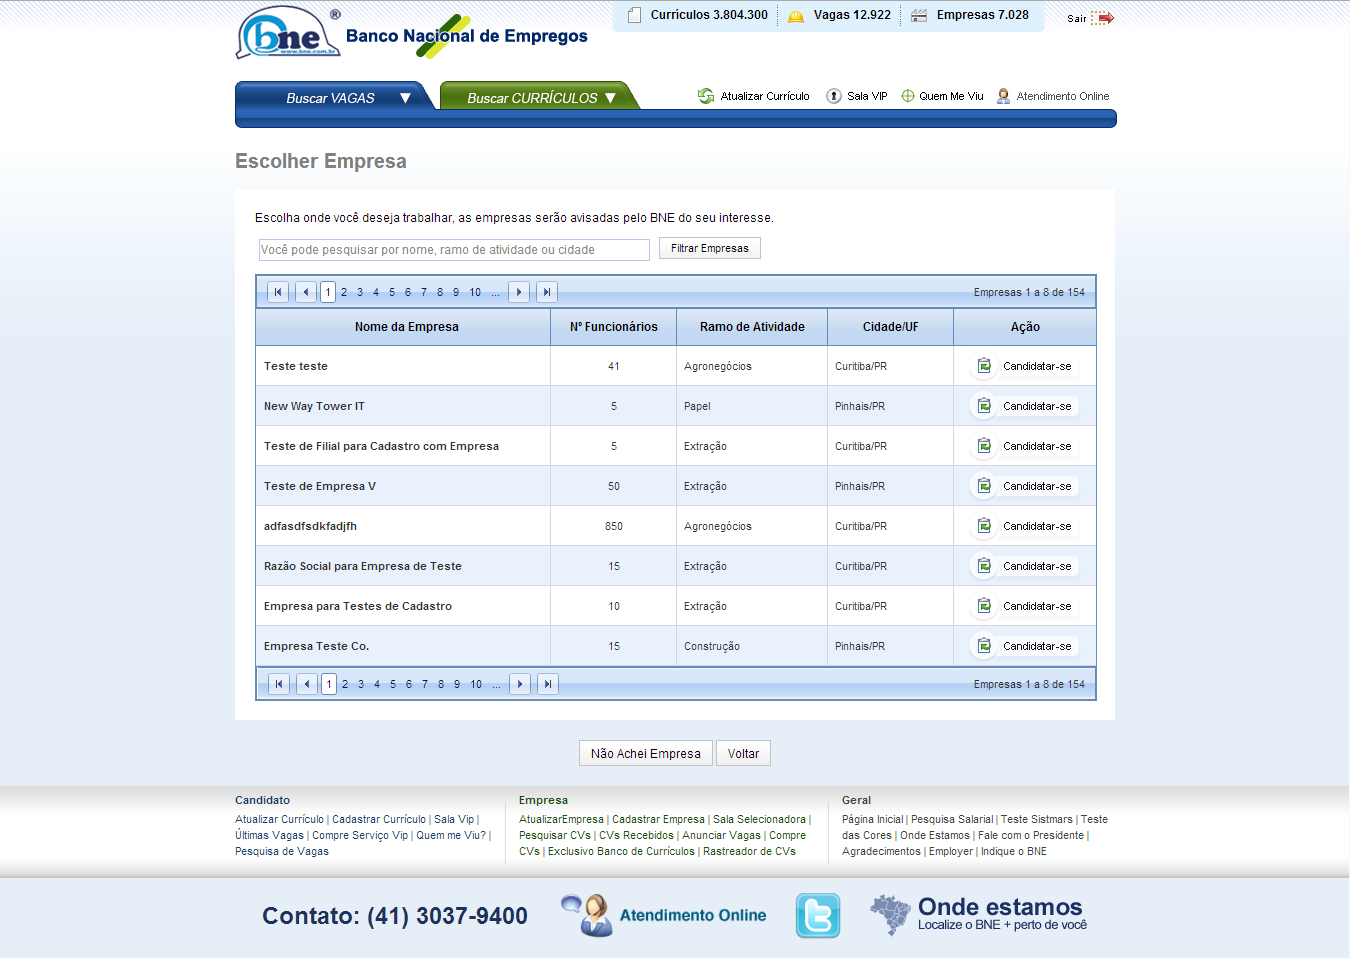 bne ®
www.bne.com.br
Banco Nacional de Empregos
Currículos 3.804.300 Vagas 12.922 Empresas 7.028 Sair
Buscar VAGAS ▼ Buscar CURRÍCULOS ▼ Atualizar Currículo Sala VIP Quem Me Viu Atendimento Online
Escolher Empresa
Escolha onde você deseja trabalhar, as empresas serão avisadas pelo BNE do seu interesse.
Você pode pesquisar por nome, ramo de atividade ou cidade Filtrar Empresas
1 2 3 4 5 6 7 8 9 10 ... Empresas 1 a 8 de 154
Nome da Empresa Nº Funcionários Ramo de Atividade Cidade/UF Ação
Teste teste 41 Agronegócios Curitiba/PR Candidatar-se
New Way Tower IT 5 Papel Pinhais/PR Candidatar-se
Teste de Filial para Cadastro com Empresa 5 Extração Curitiba/PR Candidatar-se
Teste de Empresa V 50 Extração Pinhais/PR Candidatar-se
adfasdfsdkfadjfh 850 Agronegócios Curitiba/PR Candidatar-se
Razão Social para Empresa de Teste 15 Extração Curitiba/PR Candidatar-se
Empresa para Testes de Cadastro 10 Extração Curitiba/PR Candidatar-se
Empresa Teste Co. 15 Construção Pinhais/PR Candidatar-se
1 2 3 4 5 6 7 8 9 10 ... Empresas 1 a 8 de 154
Não Achei Empresa Voltar
Candidato
Atualizar Currículo | Cadastrar Currículo | Sala Vip |
Últimas Vagas | Compre Serviço Vip | Quem me Viu? |
Pesquisa de Vagas
Empresa
AtualizarEmpresa | Cadastrar Empresa | Sala Selecionadora |
Pesquisar CVs | CVs Recebidos | Anunciar Vagas | Compre
CVs | Exclusivo Banco de Currículos | Rastreador de CVs
Geral
Página Inicial | Pesquisa Salarial | Teste Sistmars | Teste
das Cores | Onde Estamos | Fale com o Presidente |
Agradecimentos | Employer | Indique o BNE
Contato: (41) 3037-9400 Atendimento Online
Onde estamos
Localize o BNE + perto de você